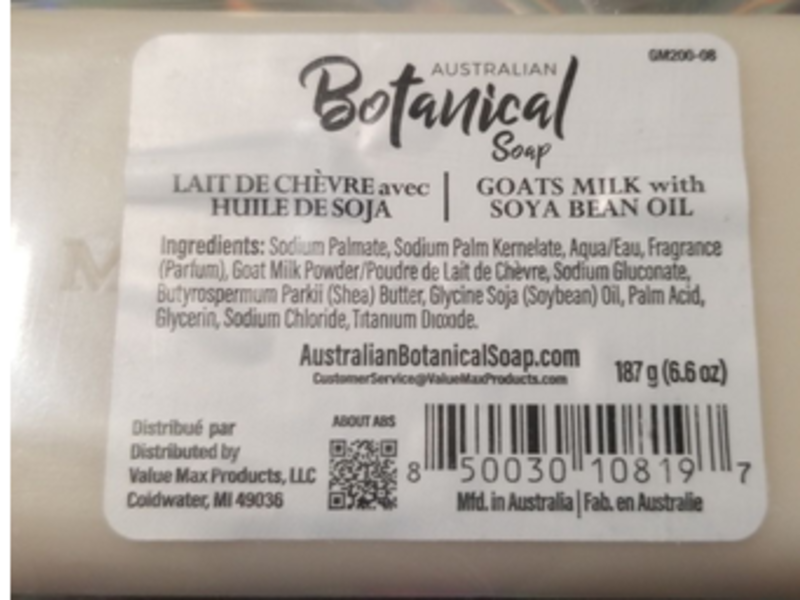 GM200-08
AUSTRALIAN
Botanical
Soap
LAIT DE CHÈVRE avec
HUILE DE SOJA
GOATS MILK with
SOYA BEAN OIL
Ingredients: Sodium Palmate, Sodium Palm Kernelate, Aqua/Eau, Fragrance
(Parfum), Goat Milk Powder/Poudre de Lait de Chèvre, Sodium Gluconate,
Butyrospermum Parkii (Shea) Butter, Glycine Soja (Soybean) Oil, Palm Acid,
Glycerin, Sodium Chloride, Titanium Dioxide.
AustralianBotanicalSoap.com
CustomerService@ValueMaxProducts.com
187 g (6.6 oz)
Distribué par
Distributed by
Value Max Products, LLC
Coldwater, MI 49036
ABOUT ABS
8 50030 10819 7
Mfd. in Australia | Fab. en Australie